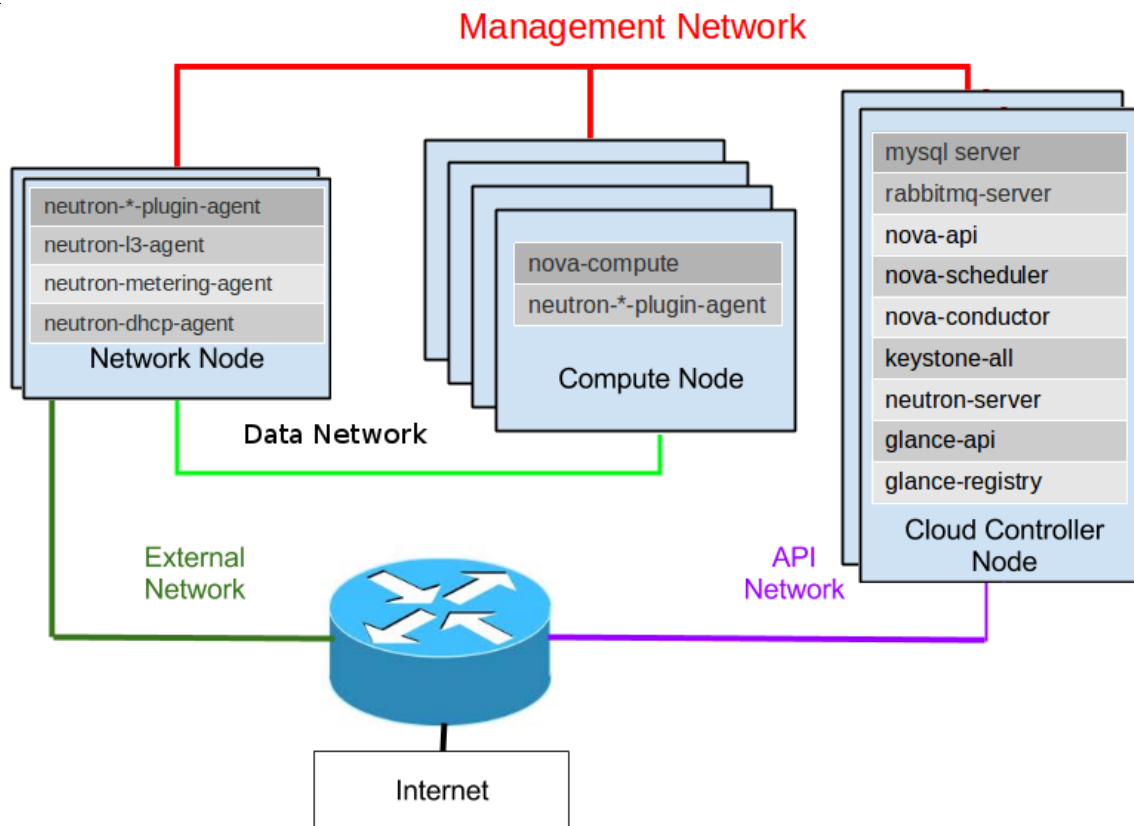 Management Network
neutron-*-plugin-agent
neutron-l3-agent
neutron-metering-agent
neutron-dhcp-agent
Network Node
nova-compute
neutron-*-plugin-agent
Compute Node
mysql server
rabbitmq-server
nova-api
nova-scheduler
nova-conductor
keystone-all
neutron-server
glance-api
glance-registry
Cloud Controller
Node
Data Network
External
Network
API
Network
Internet